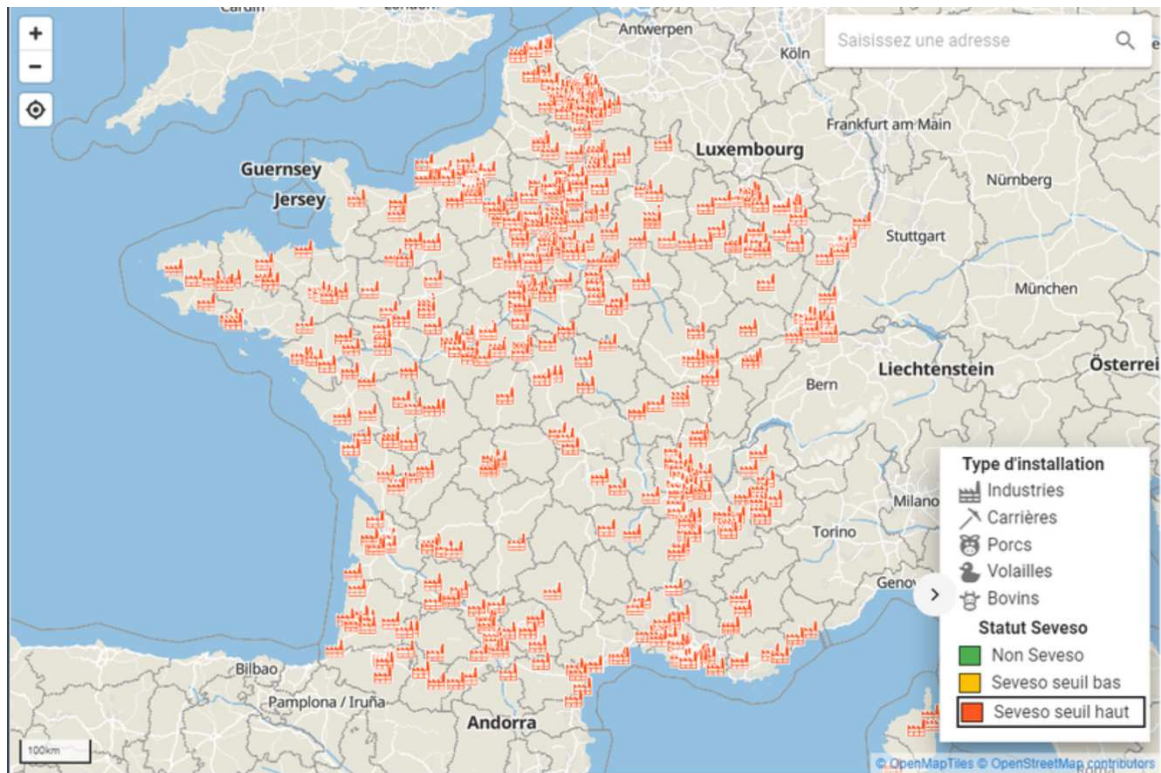 Cardiff
London
Antwerpen
Saisissez une adresse
Köln
Frankfurt am Main
Luxembourg
Guernsey
Jersey
Nürnberg
Stuttgart
München
Liechtenstein
Österrei
Bern
Milano
Torino
Genov
Type d'installation
Industries
Carrières
Porcs
Volailles
Bovins
Statut Seveso
Non Seveso
Seveso seuil bas
Seveso seuil haut
Bilbao
Pamplona / Iruña
Andorra
100km
© OpenMapTiles © OpenStreetMap contributors